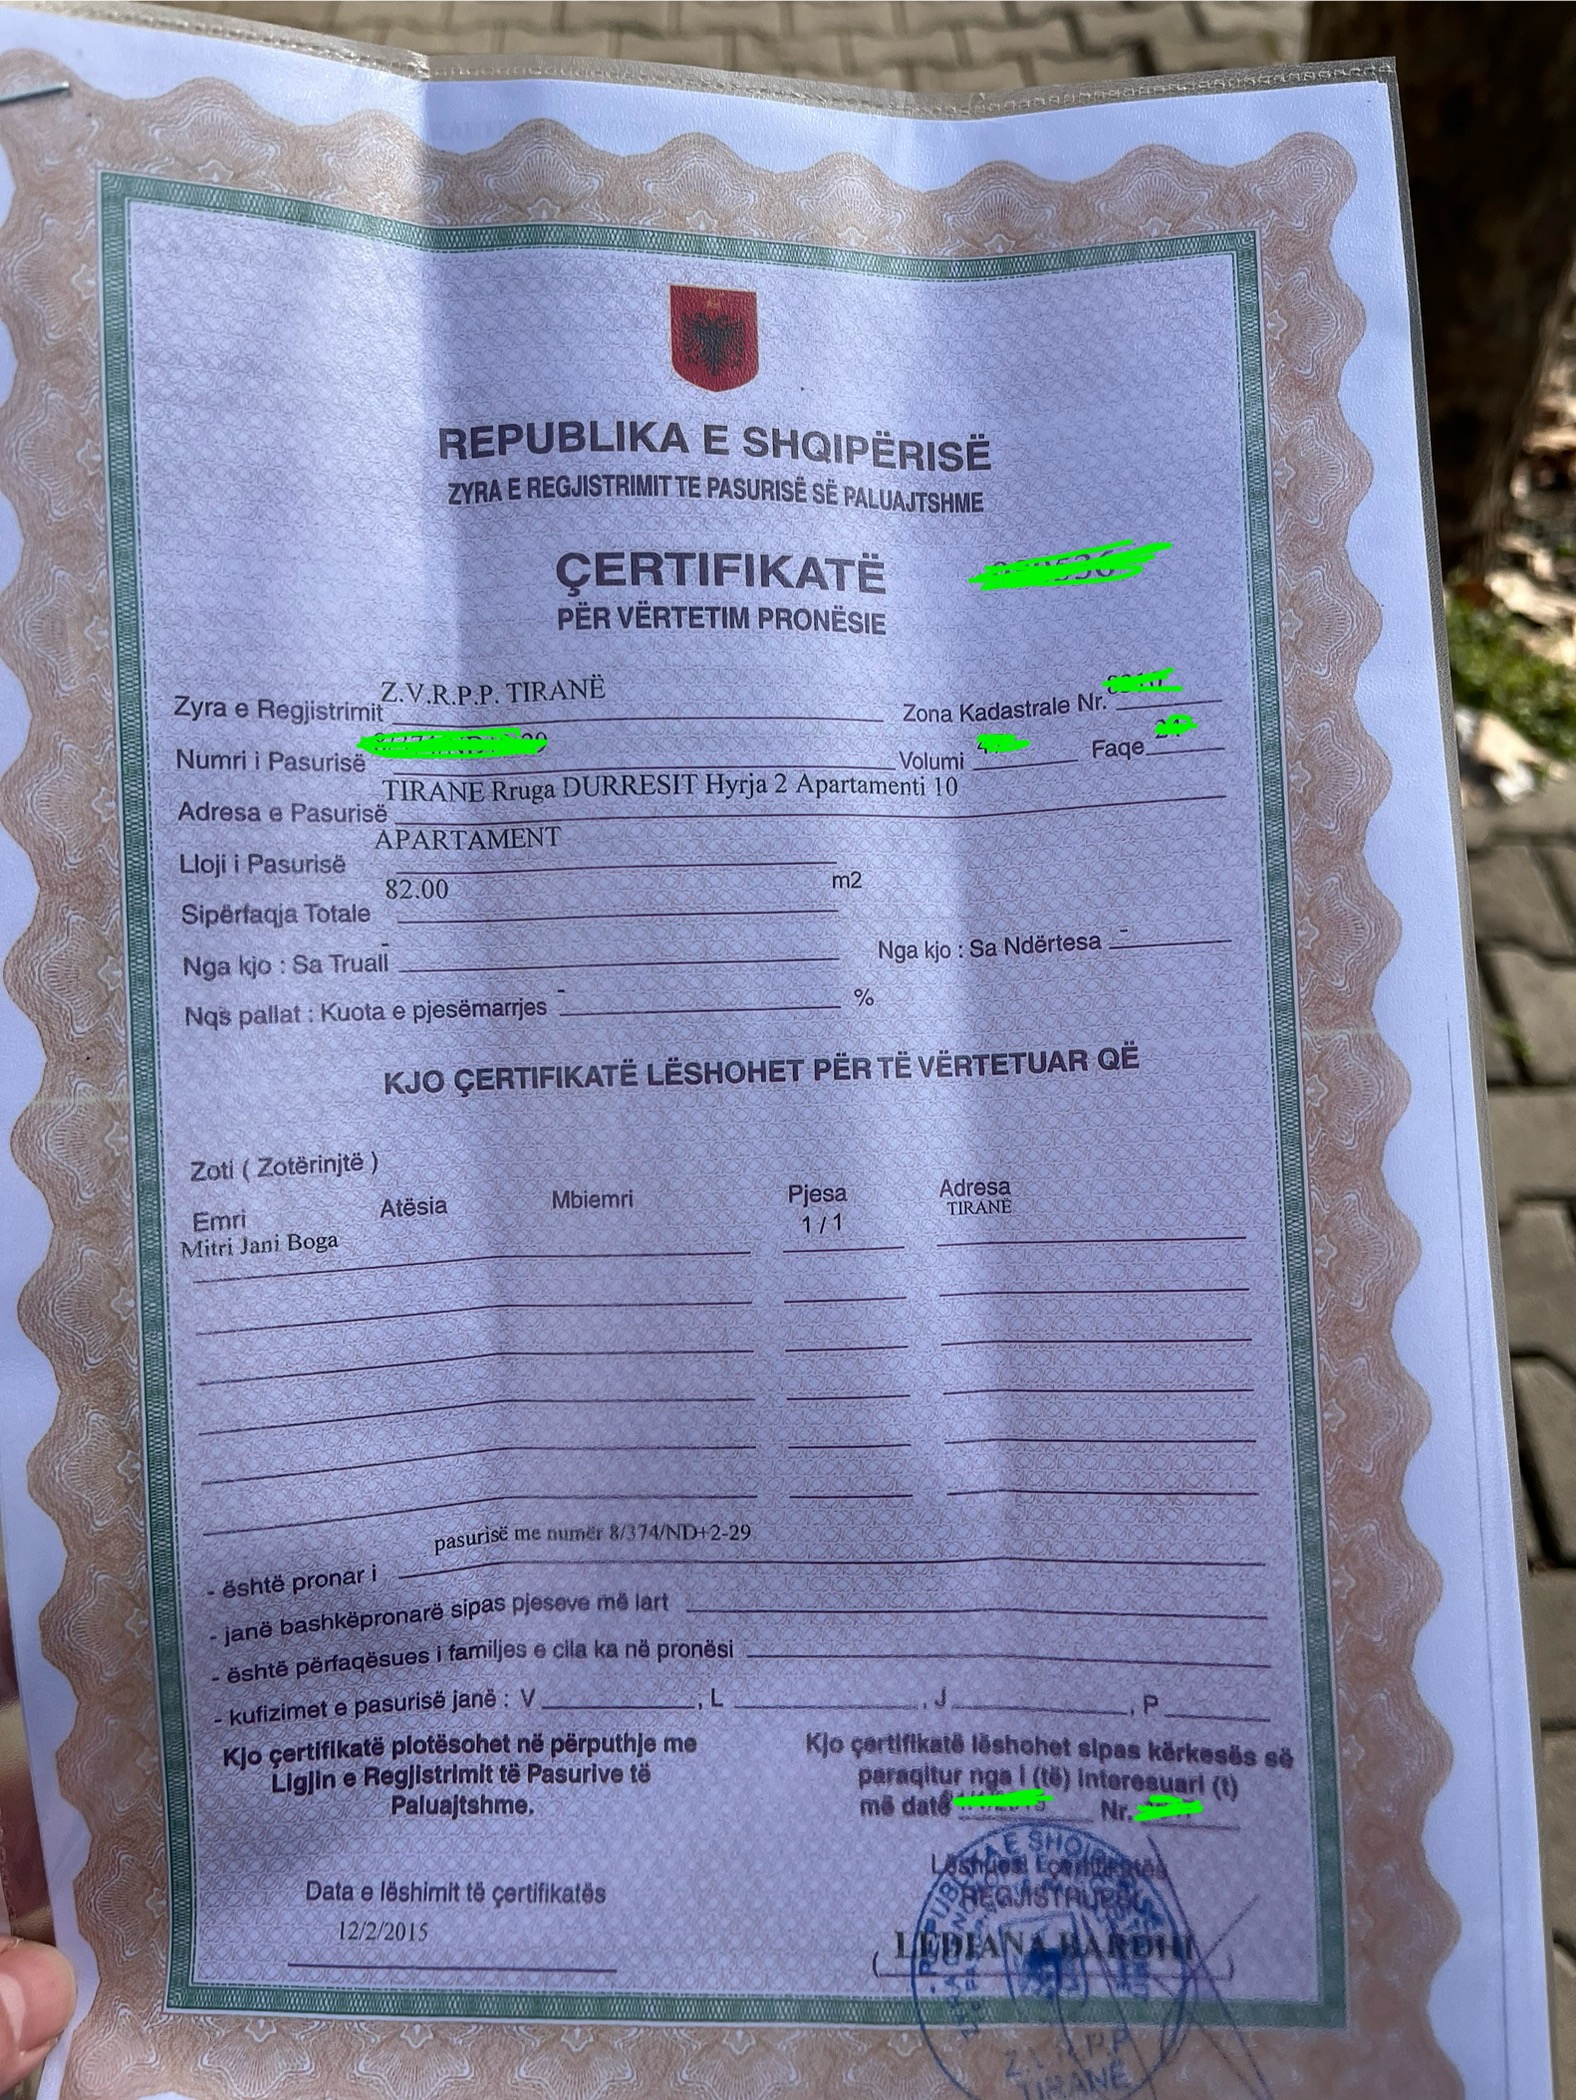 REPUBLIKA E SHQIPËRISË
ZYRA E REGJISTRIMIT TE PASURISË SË PALUAJTSHME
ÇERTIFIKATË
PËR VËRTETIM PRONËSIE
Zyra e Regjistrimit Z.V.R.P.P. TIRANË Zona Kadastrale Nr.
Numri i Pasurisë Volumi Faqe
Adresa e Pasurisë TIRANE Rruga DURRESIT Hyrja 2 Apartamenti 10
Lloji i Pasurisë APARTAMENT
Sipërfaqja Totale 82.00 m2
Nga kjo : Sa Truall - Nga kjo : Sa Ndërtesa -
Nqs pallat : Kuota e pjesëmarrjes - %
KJO ÇERTIFIKATË LËSHOHET PËR TË VËRTETUAR QË
Zoti ( Zotërinjtë )
Emri Atësia Mbiemri Pjesa Adresa
Mitri Jani Boga 1 / 1 TIRANË
- është pronar i pasurisë me numër 8/374/ND+2-29
- janë bashkëpronarë sipas pjeseve më lart
- është përfaqësues i familjes e cila ka në pronësi
- kufizimet e pasurisë janë : V , L , J , P
Kjo çertifikatë plotësohet në përputhje me
Ligjin e Regjistrimit të Pasurive të
Paluajtshme.
Kjo çertifikatë lëshohet sipas kërkesës së
paraqitur nga i (të) interesuari (t)
më datë Nr.
Data e lëshimit të çertifikatës
12/2/2015
Lëshuesi i çertifikatës
REGJISTRUESI
( LEDIANA BARDHI )
Z.V.R.P.P
TIRANË